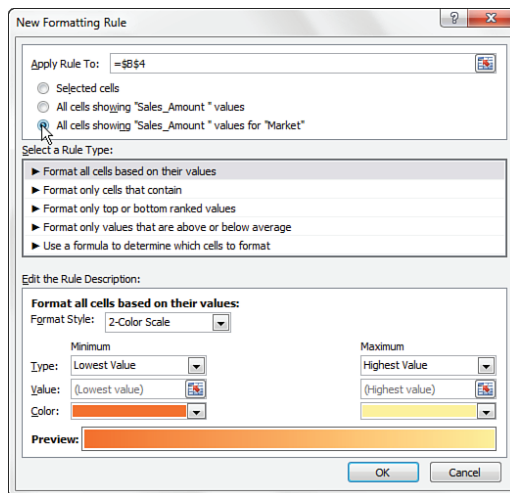 New Formatting Rule
Apply Rule To: =$B$4
Selected cells
All cells showing "Sales_Amount " values
All cells showing "Sales_Amount " values for "Market"
Select a Rule Type:
► Format all cells based on their values
► Format only cells that contain
► Format only top or bottom ranked values
► Format only values that are above or below average
► Use a formula to determine which cells to format
Edit the Rule Description:
Format all cells based on their values:
Format Style: 2-Color Scale
Minimum Maximum
Type: Lowest Value Highest Value
Value: (Lowest value) (Highest value)
Color:
Preview:
OK Cancel